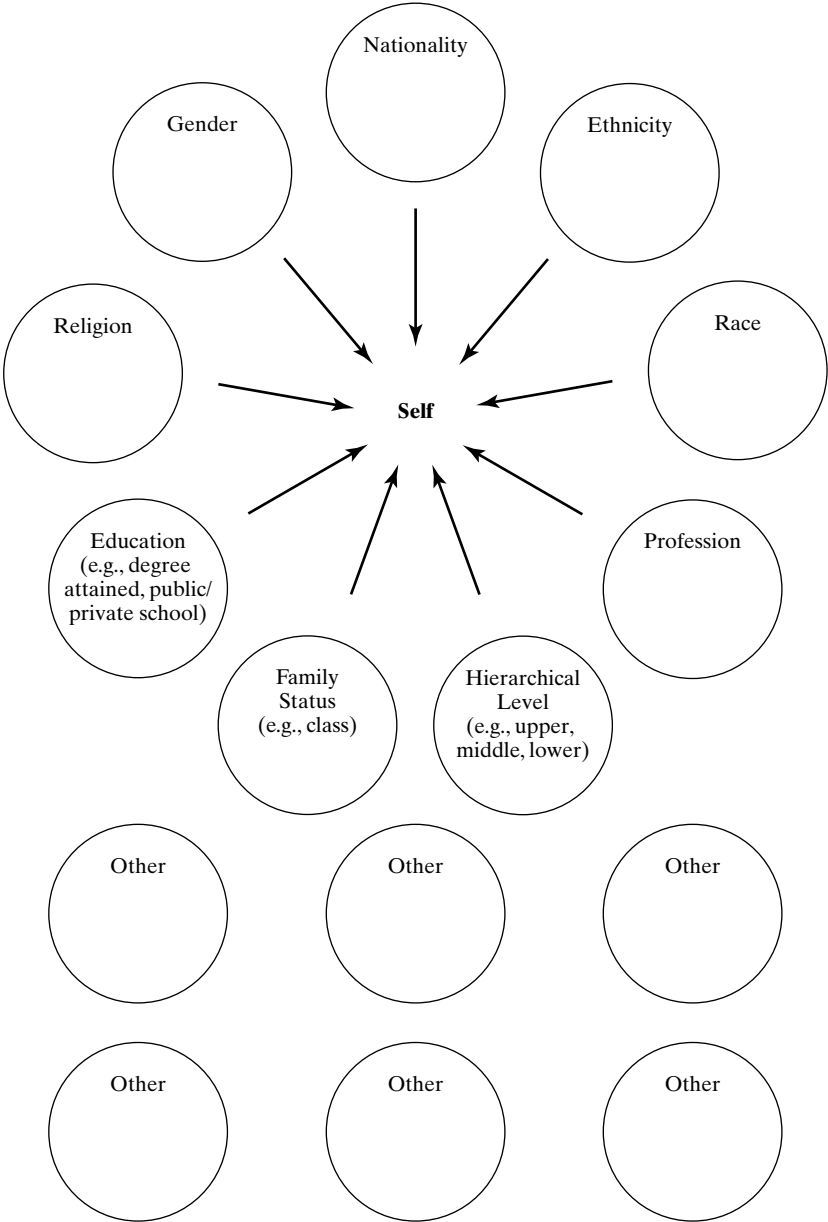 Nationality
Gender
Ethnicity
Religion
Race
Self
Education
(e.g., degree
attained, public/
private school)
Profession
Family
Status
(e.g., class)
Hierarchical
Level
(e.g., upper,
middle, lower)
Other
Other
Other
Other
Other
Other